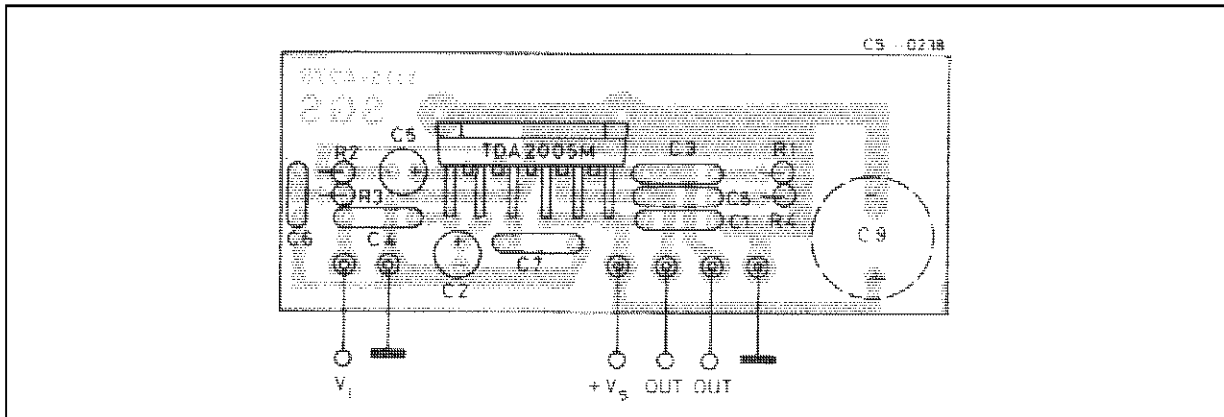 CS-0238
C5
TDA2005M
C3
R1
R2
R3
C8
C6
C4
C1
R4
C9
C7
C2
Vi
+Vs
OUT
OUT